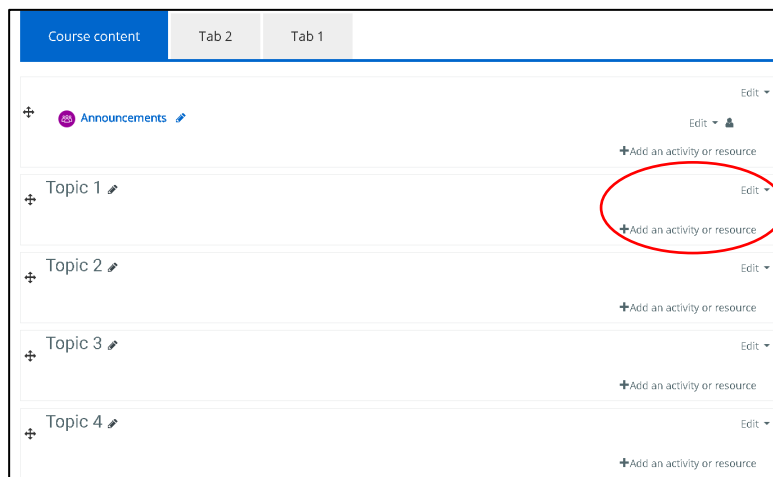 Course content Tab 2 Tab 1
Edit
Announcements
Edit
Add an activity or resource
Topic 1
Edit
Add an activity or resource
Topic 2
Edit
Add an activity or resource
Topic 3
Edit
Add an activity or resource
Topic 4
Edit
Add an activity or resource